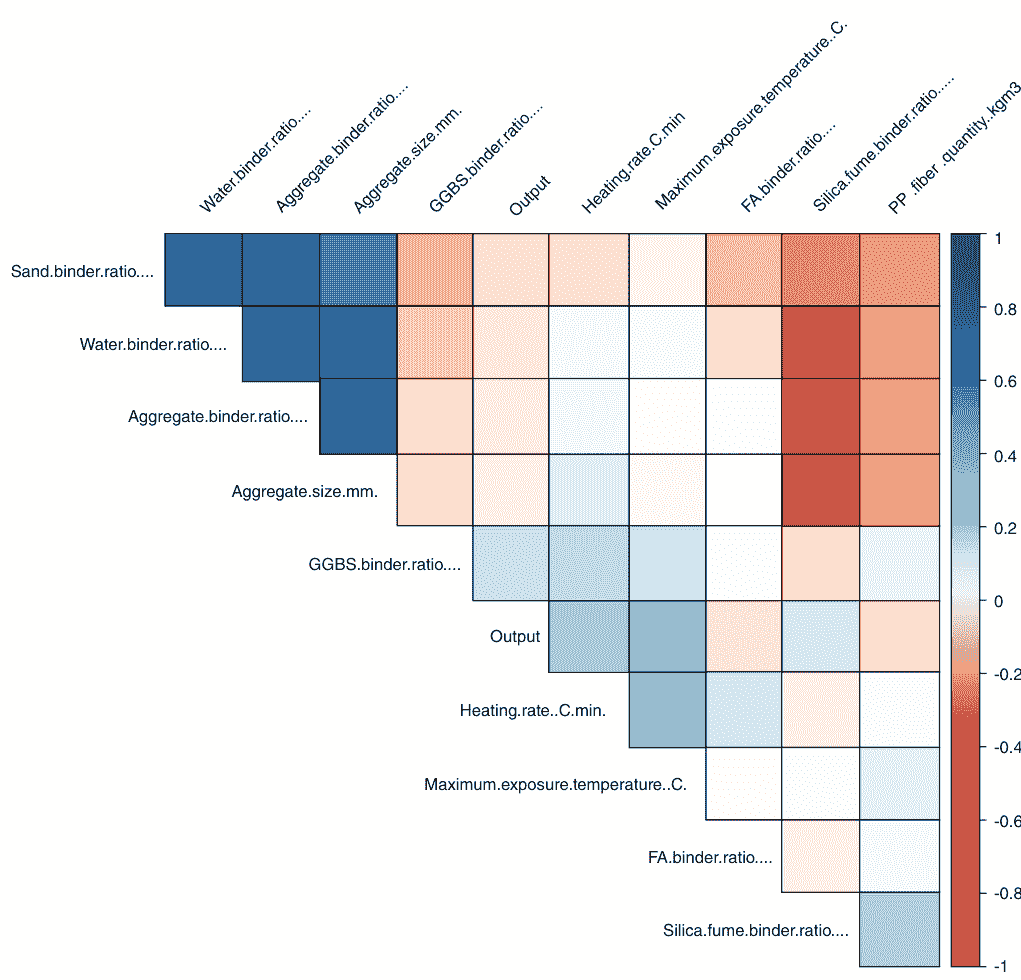 Water.binder.ratio....
Aggregate.binder.ratio....
Aggregate.size.mm.
GGBS.binder.ratio....
Output
Heating.rate.C.min
Maximum.exposure.temperature..C.
FA.binder.ratio....
Silica.fume.binder.ratio.....
PP .fiber .quantity..kgm3
Sand.binder.ratio....
Water.binder.ratio....
Aggregate.binder.ratio....
Aggregate.size.mm.
GGBS.binder.ratio....
Output
Heating.rate..C.min.
Maximum.exposure.temperature..C.
FA.binder.ratio....
Silica.fume.binder.ratio....
1
0.8
0.6
0.4
0.2
0
-0.2
-0.4
-0.6
-0.8
-1